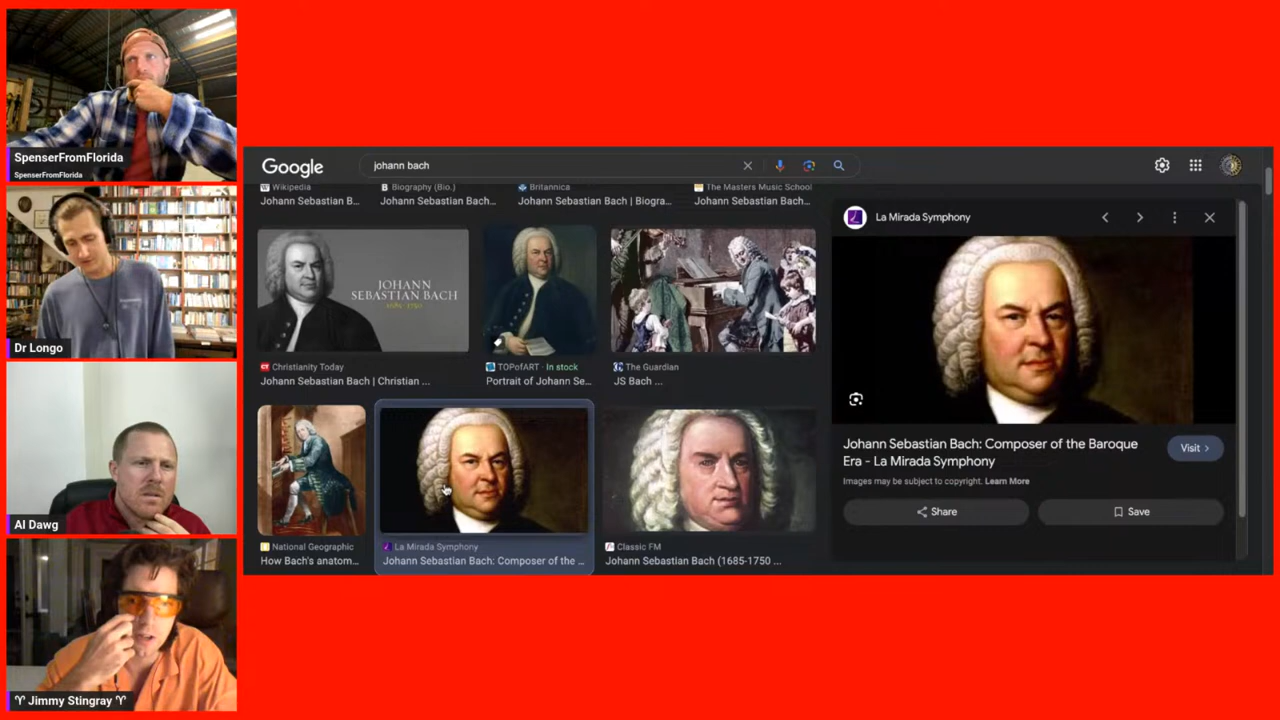 SpenserFromFlorida
SpenserFromFlorida
Dr Longo
Al Dawg
♈ Jimmy Stingray ♈
Google
johann bach
Wikipedia
Johann Sebastian B...
Biography (Bio.)
Johann Sebastian Bach...
Britannica
Johann Sebastian Bach | Biogra...
The Masters Music School
Johann Sebastian Bach...
JOHANN
SEBASTIAN BACH
1685-1750
Christianity Today
Johann Sebastian Bach | Christian ...
TOPofART · In stock
Portrait of Johann Se...
The Guardian
JS Bach ...
National Geographic
How Bach's anatom...
La Mirada Symphony
Johann Sebastian Bach: Composer of the ...
Classic FM
Johann Sebastian Bach (1685-1750 ...
La Mirada Symphony
Johann Sebastian Bach: Composer of the Baroque
Era - La Mirada Symphony
Visit >
Images may be subject to copyright. Learn More
Share
Save